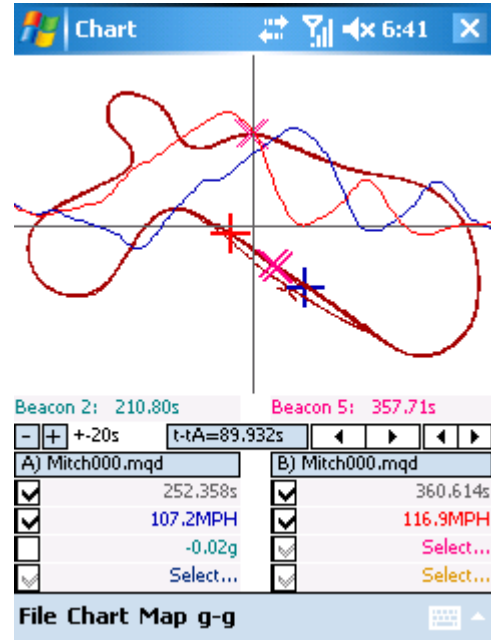 Chart 6:41
Beacon 2: 210.80s Beacon 5: 357.71s
- + +-20s t-tA=89.932s
A) Mitch000.mqd B) Mitch000.mqd
252.358s 360.614s
107.2MPH 116.9MPH
-0.02g Select...
Select... Select...
File Chart Map g-g